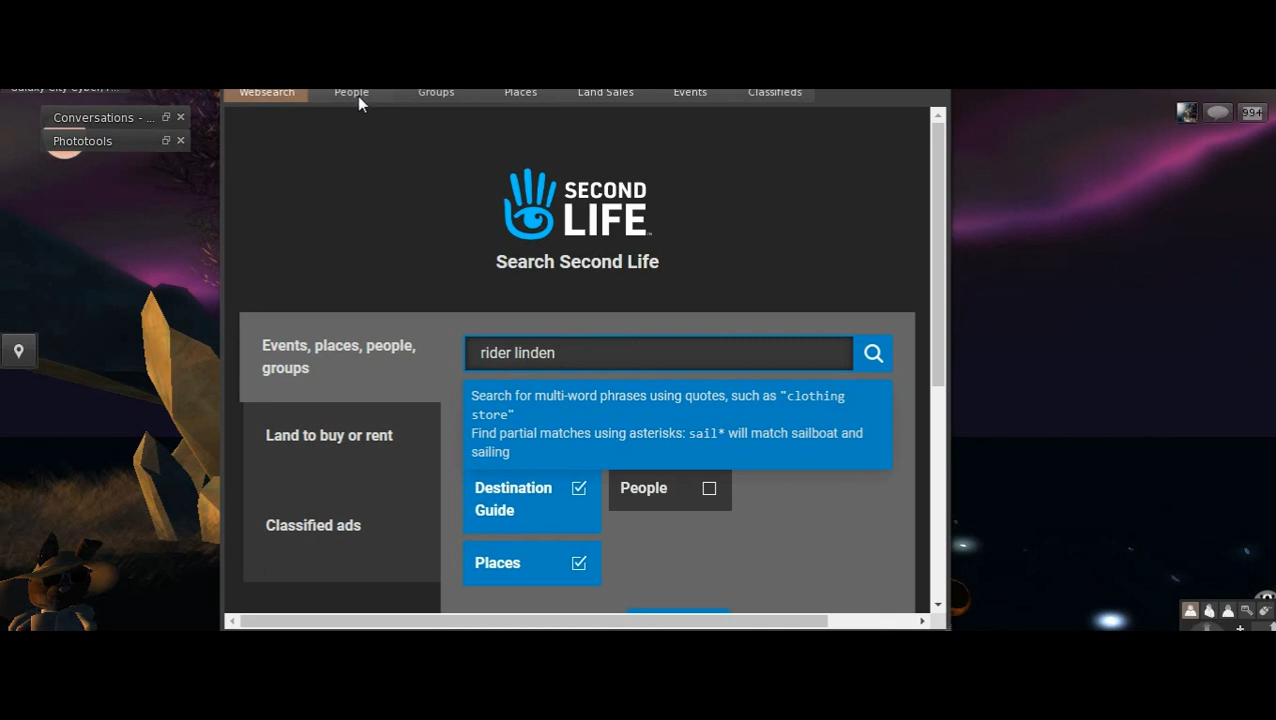 Websearch People Groups Places Land Sales Events Classifieds
Conversations - ...
Phototools
99+
SECOND
LIFE™
Search Second Life
Events, places, people,
groups
rider linden
Search for multi-word phrases using quotes, such as "clothing
store"
Find partial matches using asterisks: sail* will match sailboat and
sailing
Land to buy or rent
Destination
Guide
People
Classified ads
Places